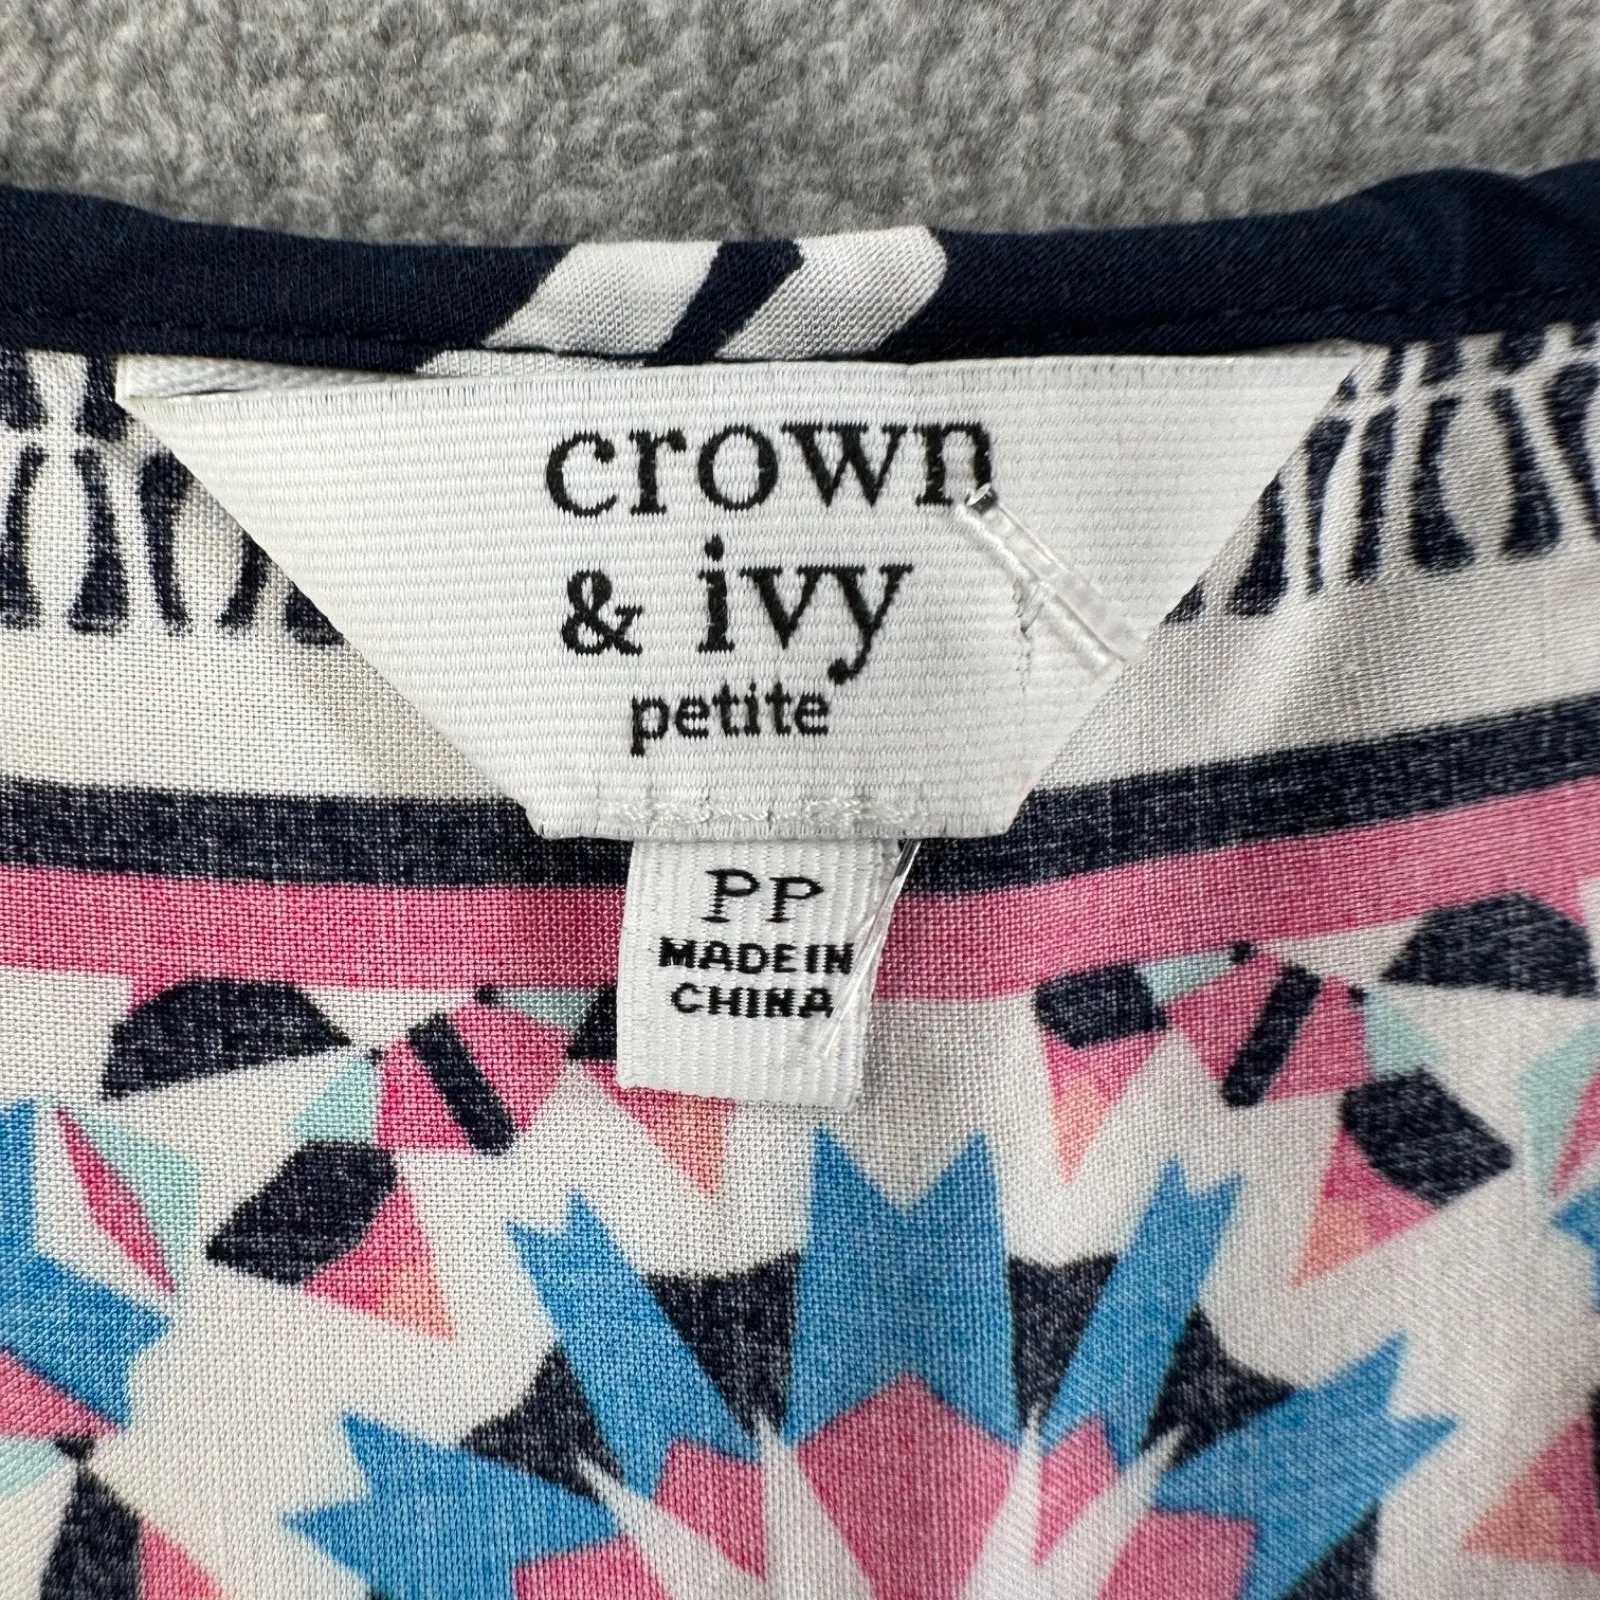 crown
& ivy
petite
PP
MADE IN
CHINA